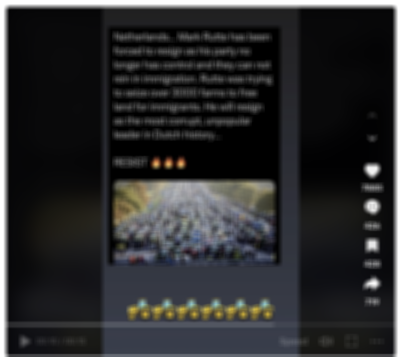 Netherlands... Mark Rutte has been
forced to resign as his party no
longer has control and they can not
rein in immigration. Rutte was trying
to seize over 3000 farms to free
land for immigrants. He will resign
as the most corrupt, unpopular
leader in Dutch history...
RESIST 🔥🔥🔥